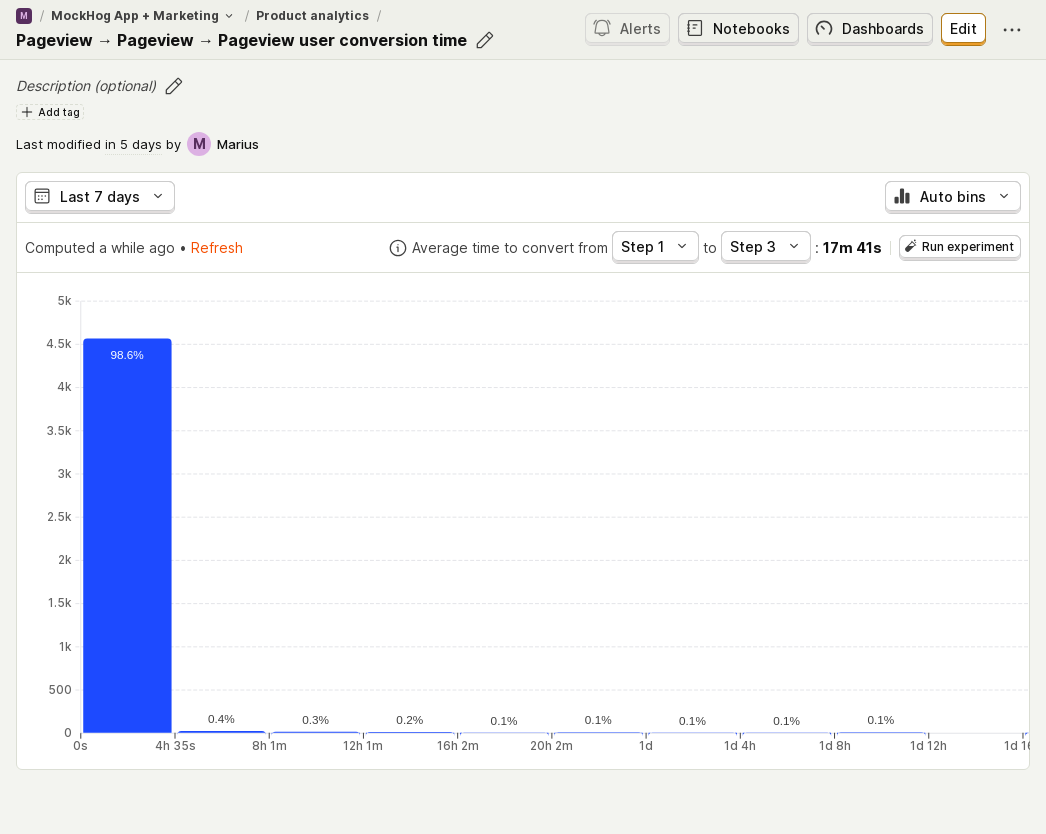 M / MockHog App + Marketing / Product analytics /
Pageview → Pageview → Pageview user conversion time
Alerts
Notebooks
Dashboards
Edit
Description (optional)
Add tag
Last modified in 5 days by M Marius
Last 7 days
Auto bins
Computed a while ago • Refresh
Average time to convert from Step 1 to Step 3 : 17m 41s
Run experiment
5k
4.5k
4k
3.5k
3k
2.5k
2k
1.5k
1k
500
0
98.6%
0.4%
0.3%
0.2%
0.1%
0.1%
0.1%
0.1%
0.1%
0s
4h 35s
8h 1m
12h 1m
16h 2m
20h 2m
1d
1d 4h
1d 8h
1d 12h